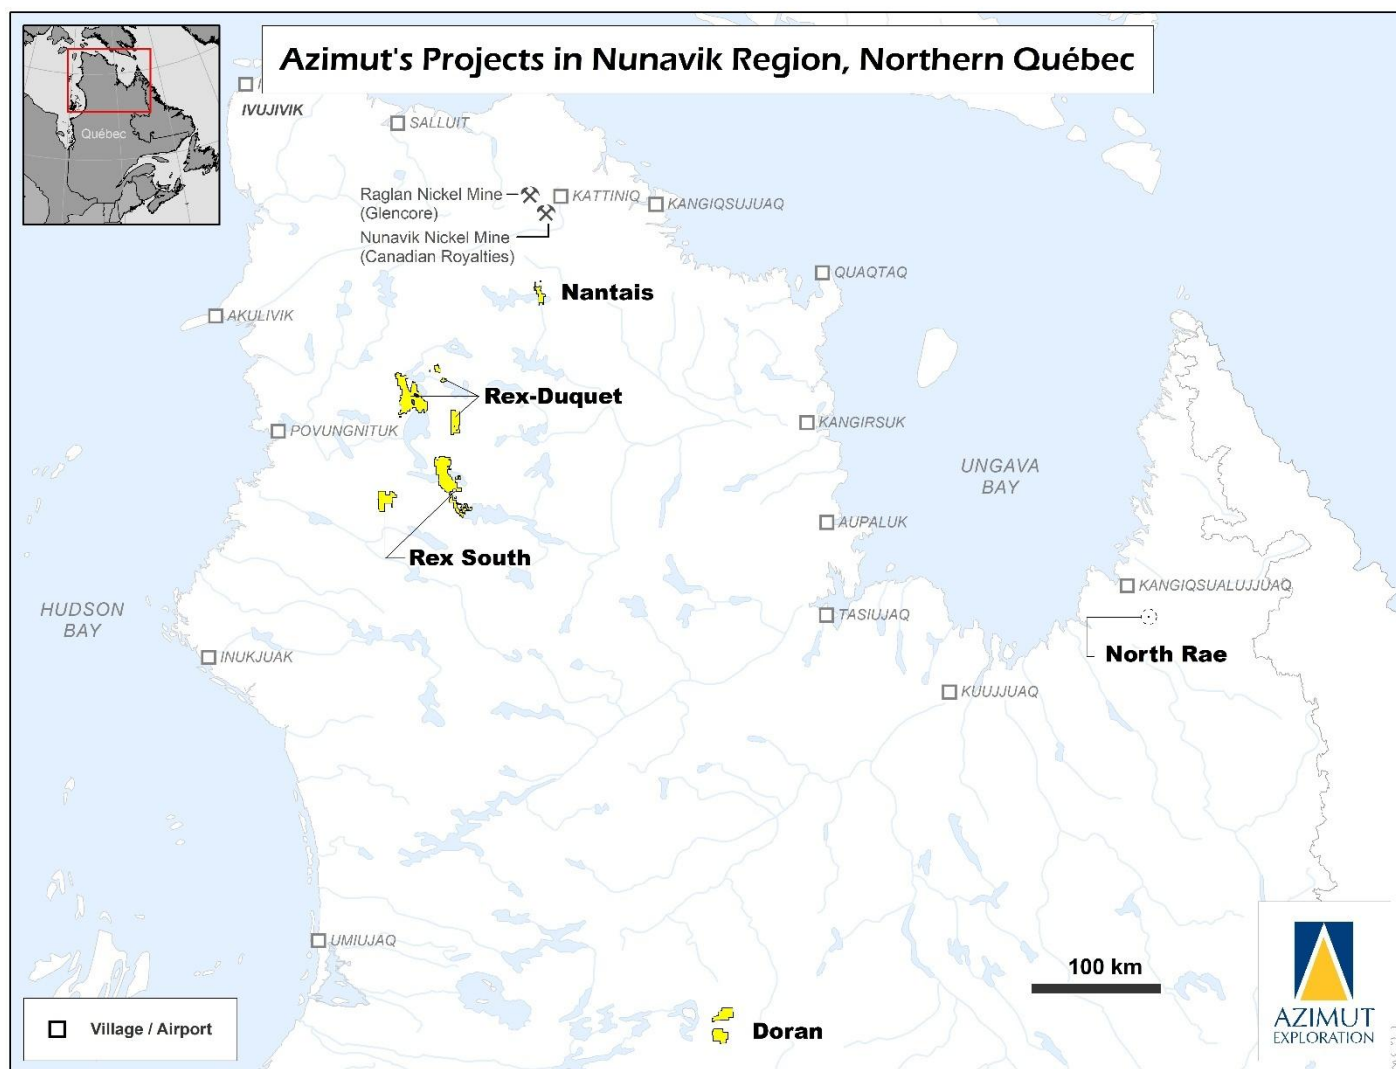 Azimut's Projects in Nunavik Region, Northern Québec
Québec
IVUJIVIK
SALLUIT
Raglan Nickel Mine
(Glencore)
KATTINIQ
KANGIQSUJUAQ
Nunavik Nickel Mine
(Canadian Royalties)
QUAQTAQ
Nantais
AKULIVIK
Rex-Duquet
POVUNGNITUK
KANGIRSUK
UNGAVA
BAY
AUPALUK
Rex South
KANGIQSUALUJJUAQ
HUDSON
BAY
TASIUJAQ
North Rae
INUKJUAK
KUUJJUAQ
UMIUJAQ
100 km
Village / Airport
Doran
AZIMUT
EXPLORATION